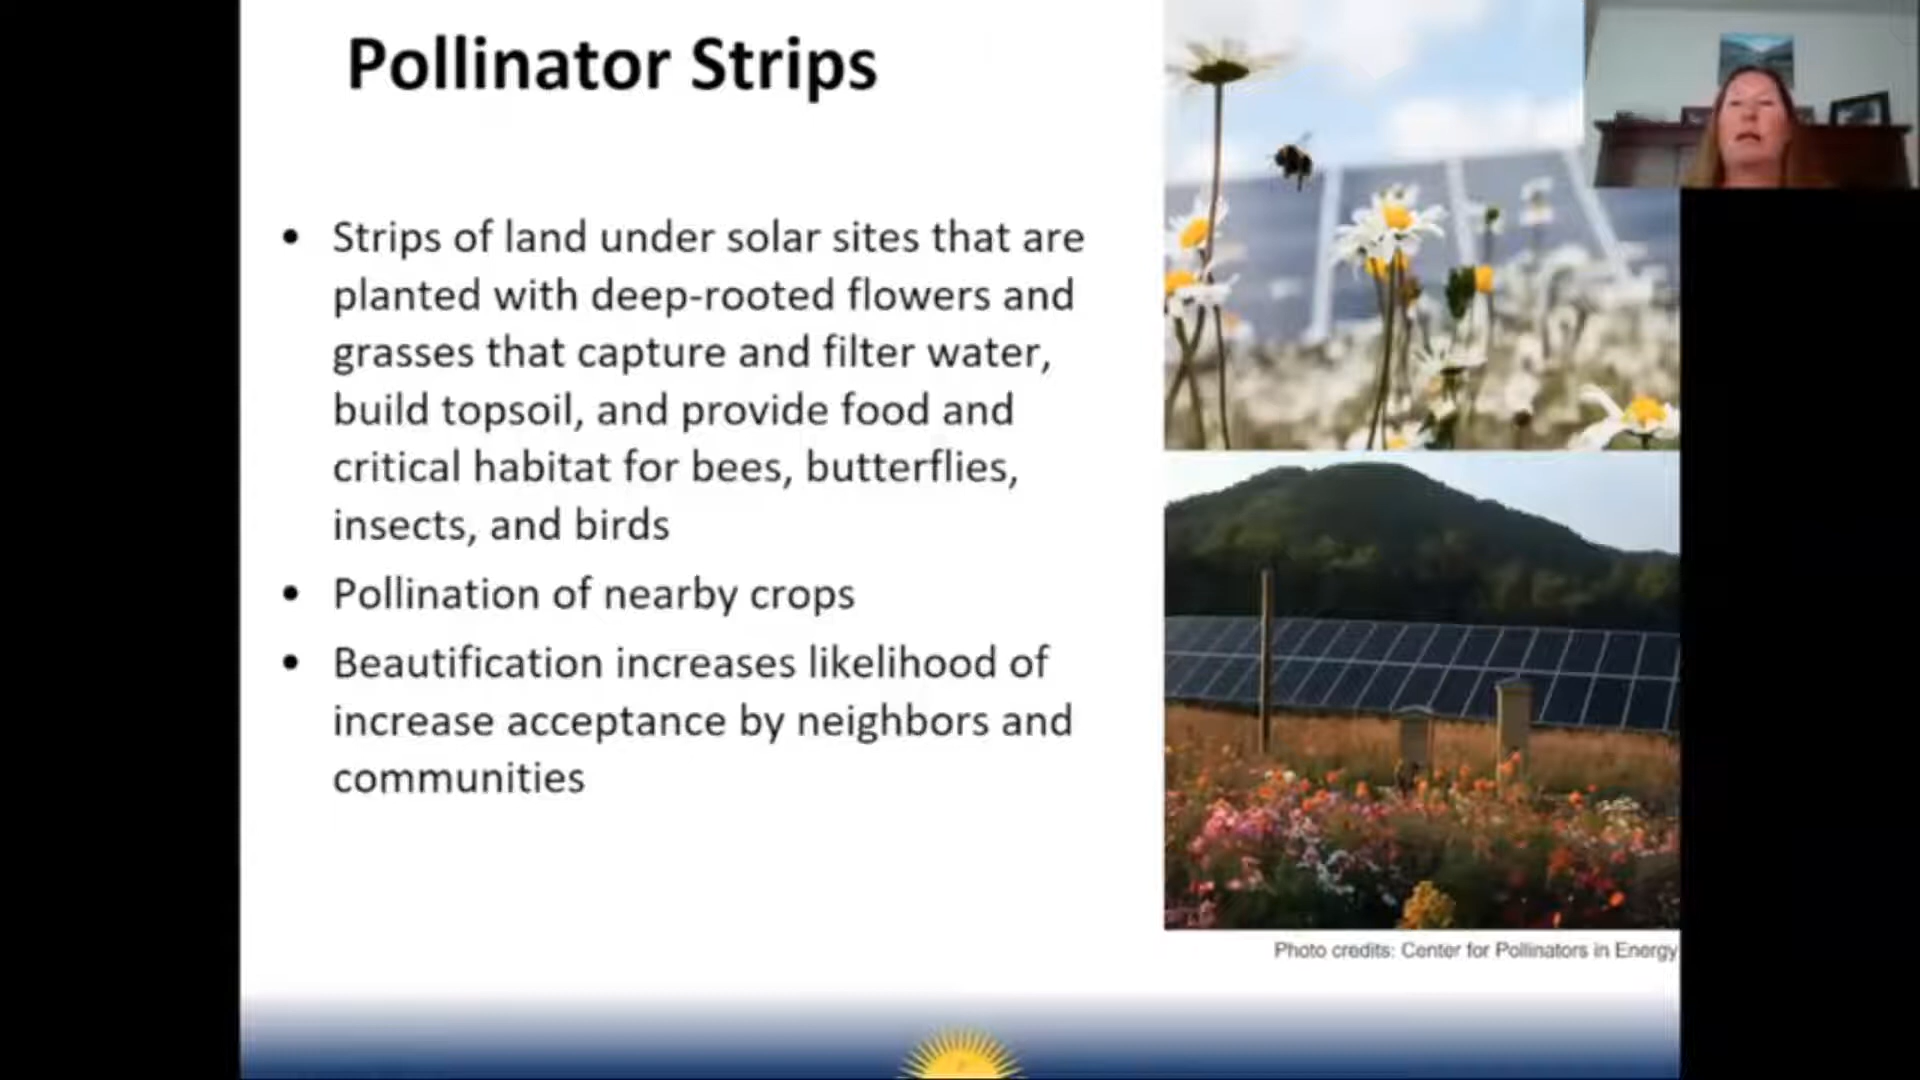 Pollinator Strips
• Strips of land under solar sites that are
planted with deep-rooted flowers and
grasses that capture and filter water,
build topsoil, and provide food and
critical habitat for bees, butterflies,
insects, and birds
• Pollination of nearby crops
• Beautification increases likelihood of
increase acceptance by neighbors and
communities
Photo credits: Center for Pollinators in Energy